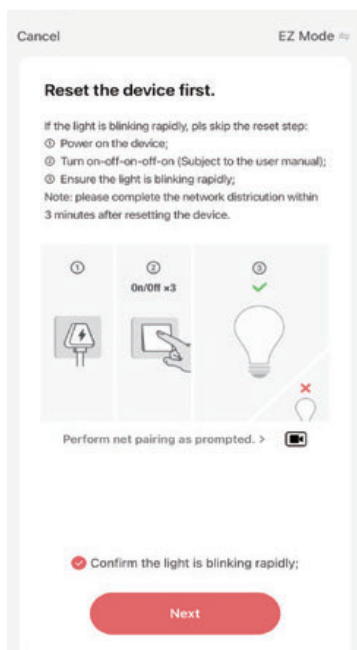 Cancel
EZ Mode ⇋
Reset the device first.
If the light is blinking rapidly, pls skip the reset step:
① Power on the device;
② Turn on-off-on-off-on (Subject to the user manual);
③ Ensure the light is blinking rapidly;
Note: please complete the network districution within
3 minutes after resetting the device.
①
②
③
On/Off ×3
Perform net pairing as prompted. >
Confirm the light is blinking rapidly;
Next